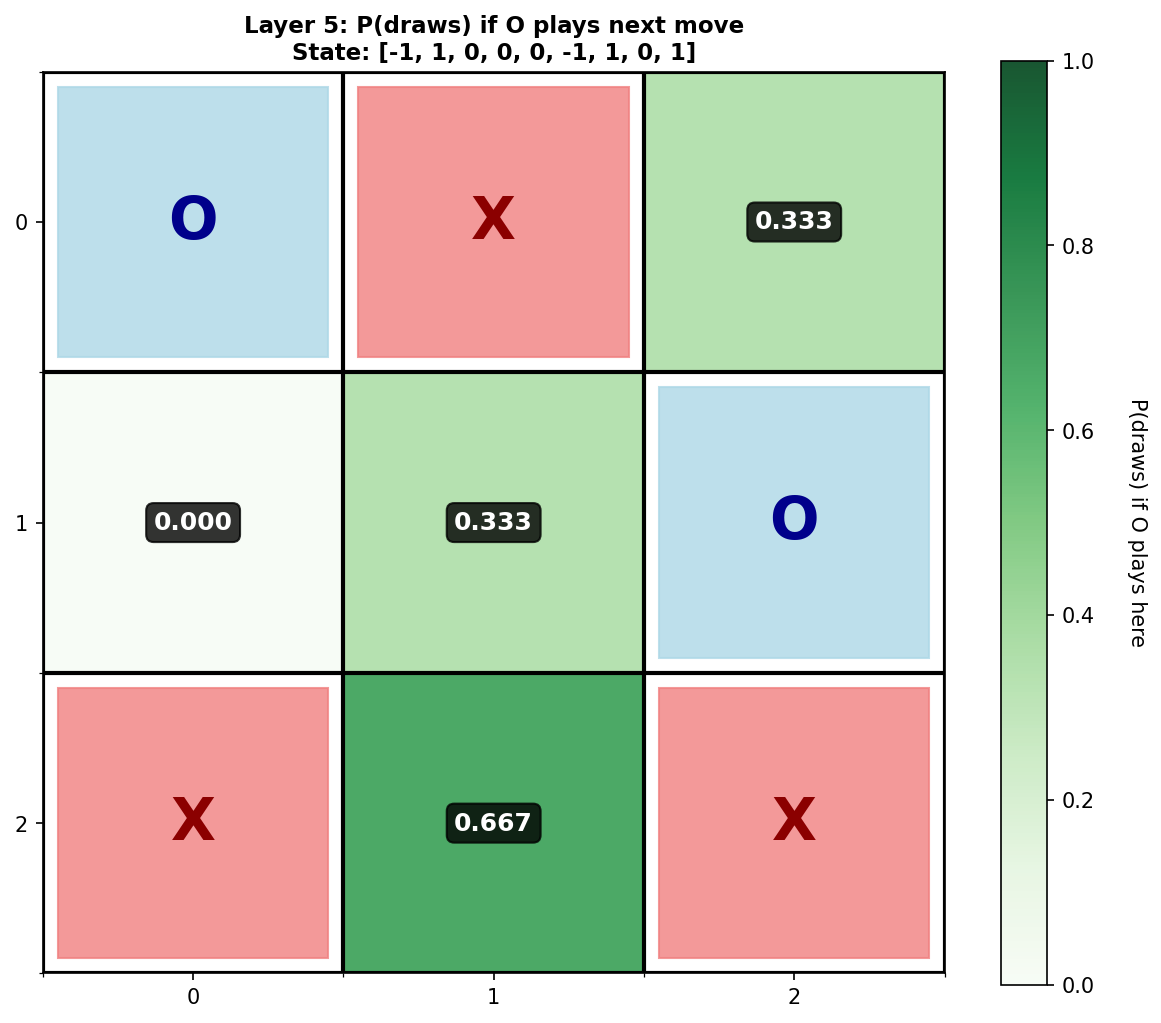 Layer 5: P(draws) if O plays next move
State: [-1, 1, 0, 0, 0, -1, 1, 0, 1]
O
X
0.333
0.000
0.333
O
X
0.667
X
0
1
2
0
1
2
1.0
0.8
0.6
0.4
0.2
0.0
P(draws) if O plays here